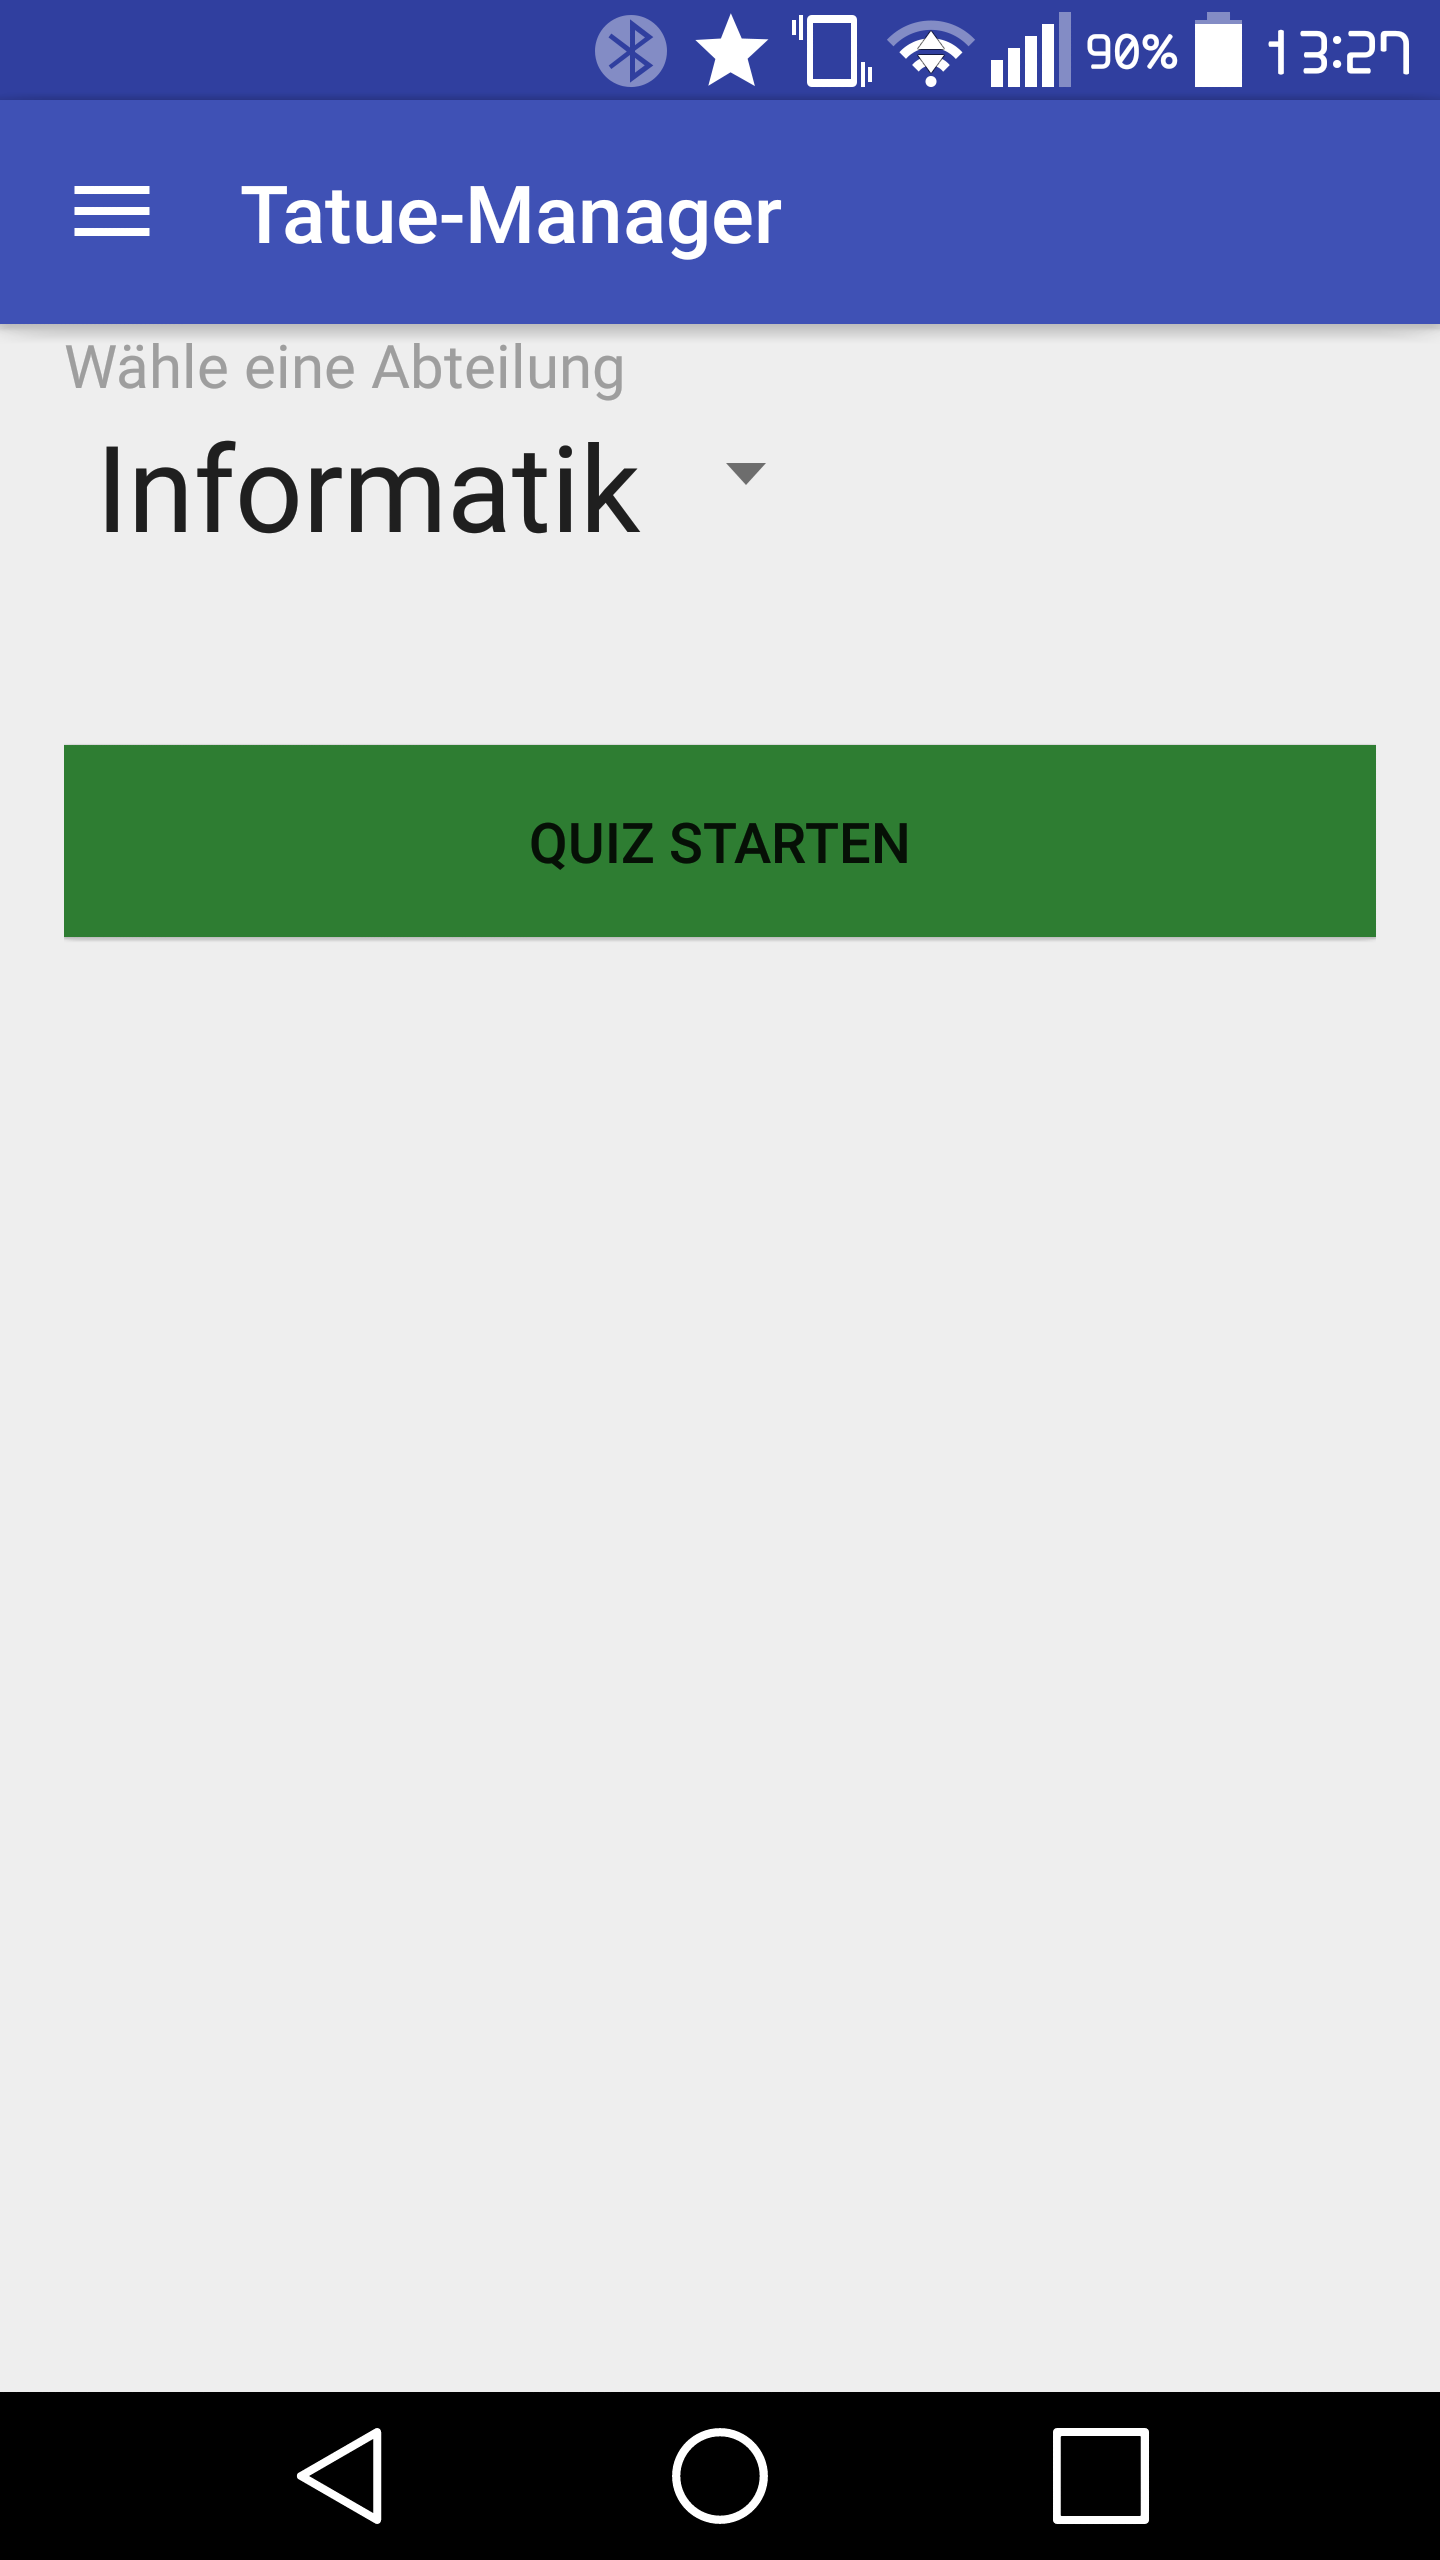 90% 13:27
Tatue-Manager
Wähle eine Abteilung
Informatik
QUIZ STARTEN